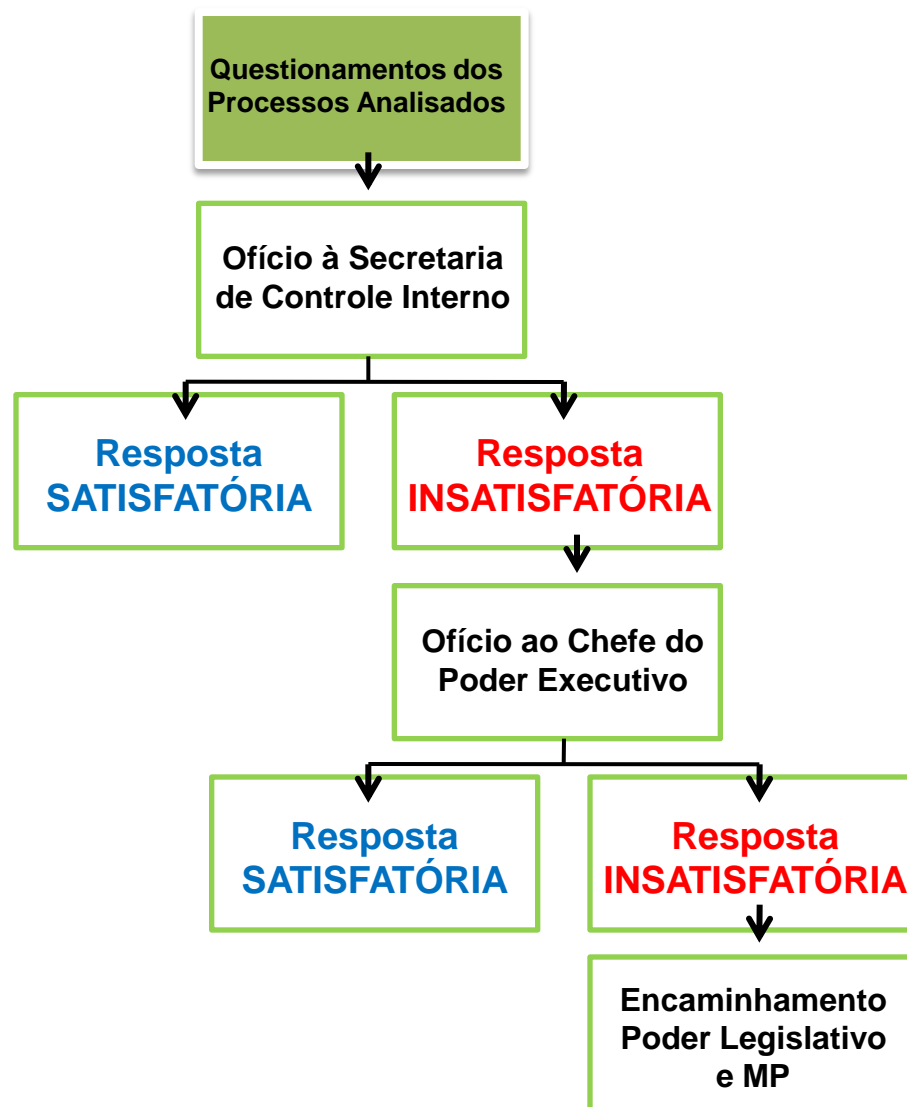 Questionamentos dos
Processos Analisados
Ofício à Secretaria
de Controle Interno
Resposta
SATISFATÓRIA
Resposta
INSATISFATÓRIA
Ofício ao Chefe do
Poder Executivo
Resposta
SATISFATÓRIA
Resposta
INSATISFATÓRIA
Encaminhamento
Poder Legislativo
e MP